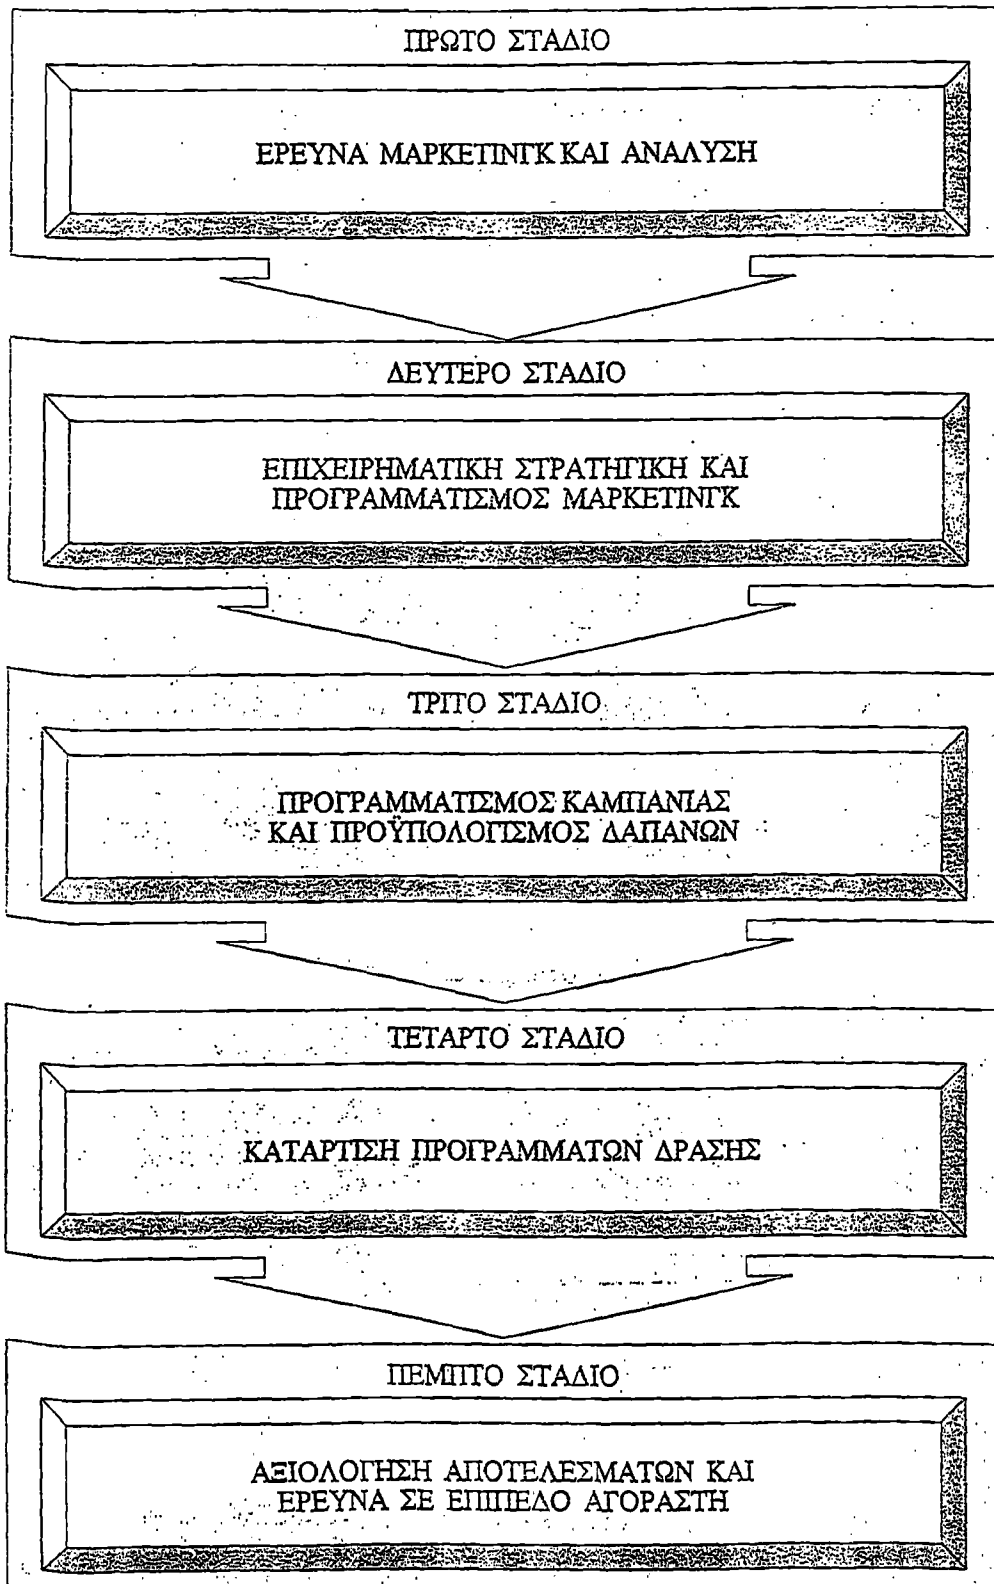 ΠΡΩΤΟ ΣΤΑΔΙΟ
ΕΡΕΥΝΑ ΜΑΡΚΕΤΙΝΓΚ ΚΑΙ ΑΝΑΛΥΣΗ
ΔΕΥΤΕΡΟ ΣΤΑΔΙΟ
ΕΠΙΧΕΙΡΗΜΑΤΙΚΗ ΣΤΡΑΤΗΓΙΚΗ ΚΑΙ
ΠΡΟΓΡΑΜΜΑΤΙΣΜΟΣ ΜΑΡΚΕΤΙΝΓΚ
ΤΡΙΤΟ ΣΤΑΔΙΟ
ΠΡΟΓΡΑΜΜΑΤΙΣΜΟΣ ΚΑΜΠΑΝΙΑΣ
ΚΑΙ ΠΡΟΫΠΟΛΟΓΙΣΜΟΣ ΔΑΠΑΝΩΝ
ΤΕΤΑΡΤΟ ΣΤΑΔΙΟ
ΚΑΤΑΡΤΙΣΗ ΠΡΟΓΡΑΜΜΑΤΩΝ ΔΡΑΣΗΣ
ΠΕΜΠΤΟ ΣΤΑΔΙΟ
ΑΞΙΟΛΟΓΗΣΗ ΑΠΟΤΕΛΕΣΜΑΤΩΝ ΚΑΙ
ΕΡΕΥΝΑ ΣΕ ΕΠΙΠΕΔΟ ΑΓΟΡΑΣΤΗ